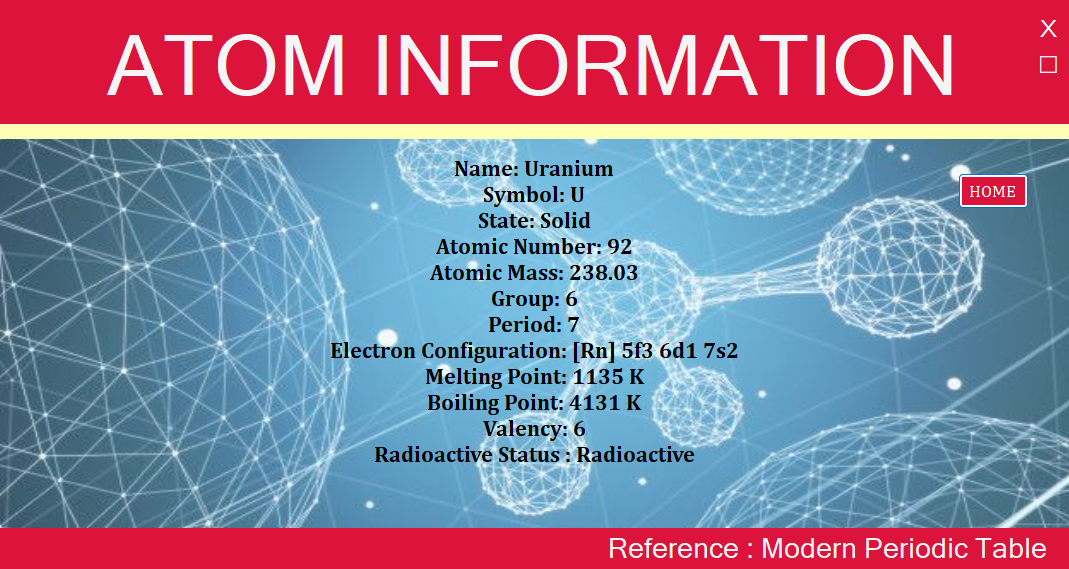 ATOM INFORMATION
X
Name: Uranium
HOME
Symbol: U
State: Solid
Atomic Number: 92
Atomic Mass: 238.03
Group: 6
Period: 7
Electron Configuration: [Rn] 5f3 6d1 7s2
Melting Point: 1135 K
Boiling Point: 4131 K
Valency: 6
Radioactive Status : Radioactive
Reference : Modern Periodic Table